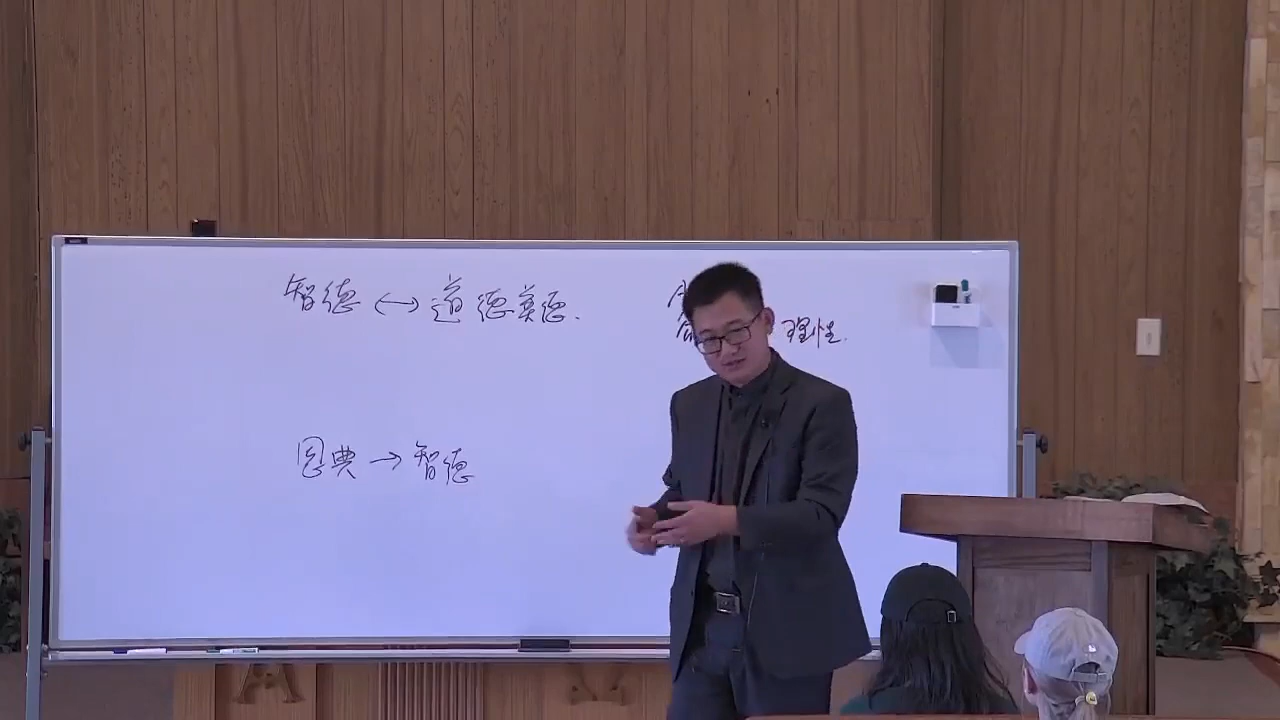 智德 ↔ 道德美德.
理性.
恩典 → 智德